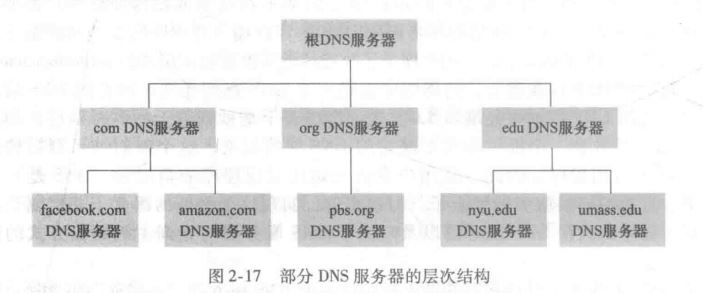 根DNS服务器
com DNS服务器
org DNS服务器
edu DNS服务器
facebook.com
DNS服务器
amazon.com
DNS服务器
pbs.org
DNS服务器
nyu.edu
DNS服务器
umass.edu
DNS服务器
图 2-17 部分 DNS 服务器的层次结构